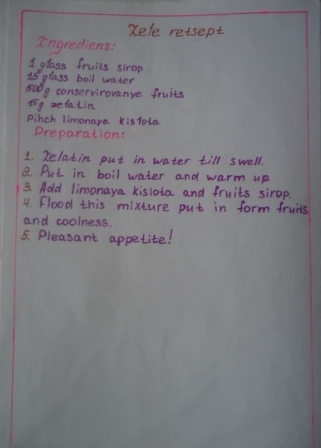 Zele retsept
Ingrediens:
1 glass fruits sirop
1.5 glass boil water
500g conservirovanye fruits
15g zelatin
Pihch limonaya kislota
Preparation:
1. Zelatin put in water till swell.
2. Put in boil water and warm up
3. Add limonaya kislota and fruits sirop.
4. Flood this mixture put in form fruits
and coolness.
5. Pleasant appetite!